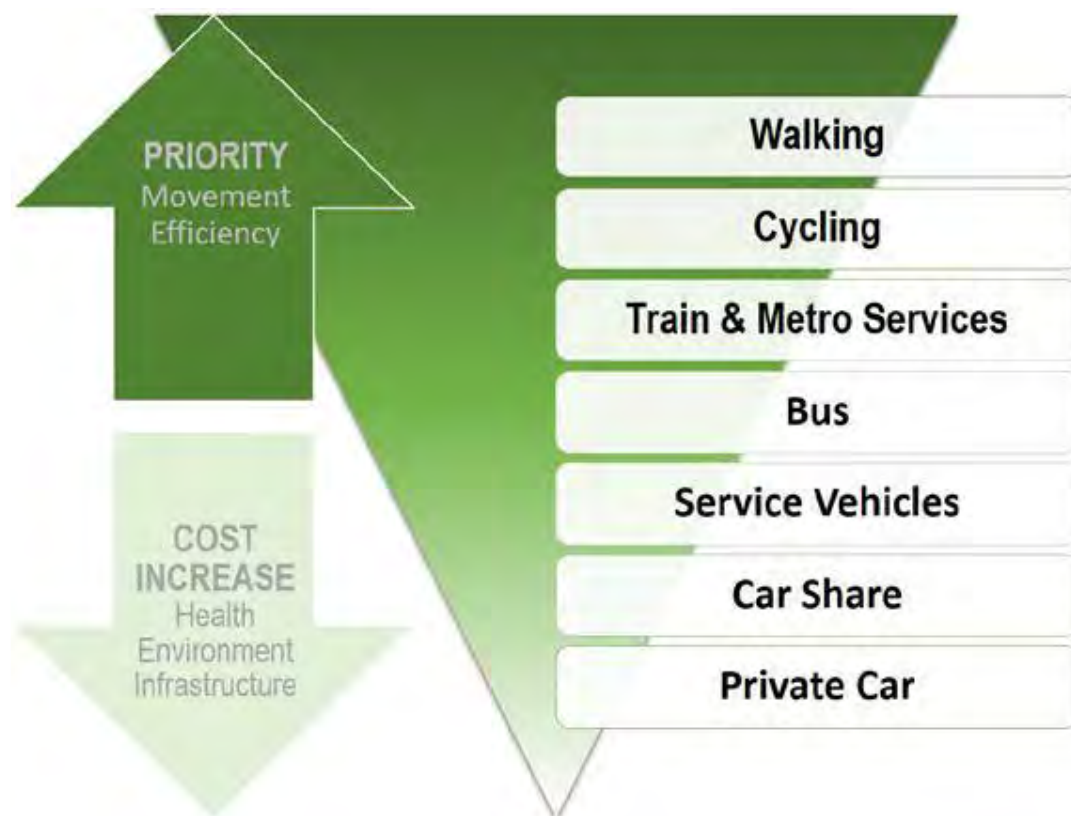 PRIORITY
Movement
Efficiency
COST
INCREASE
Health
Environment
Infrastructure
Walking
Cycling
Train & Metro Services
Bus
Service Vehicles
Car Share
Private Car